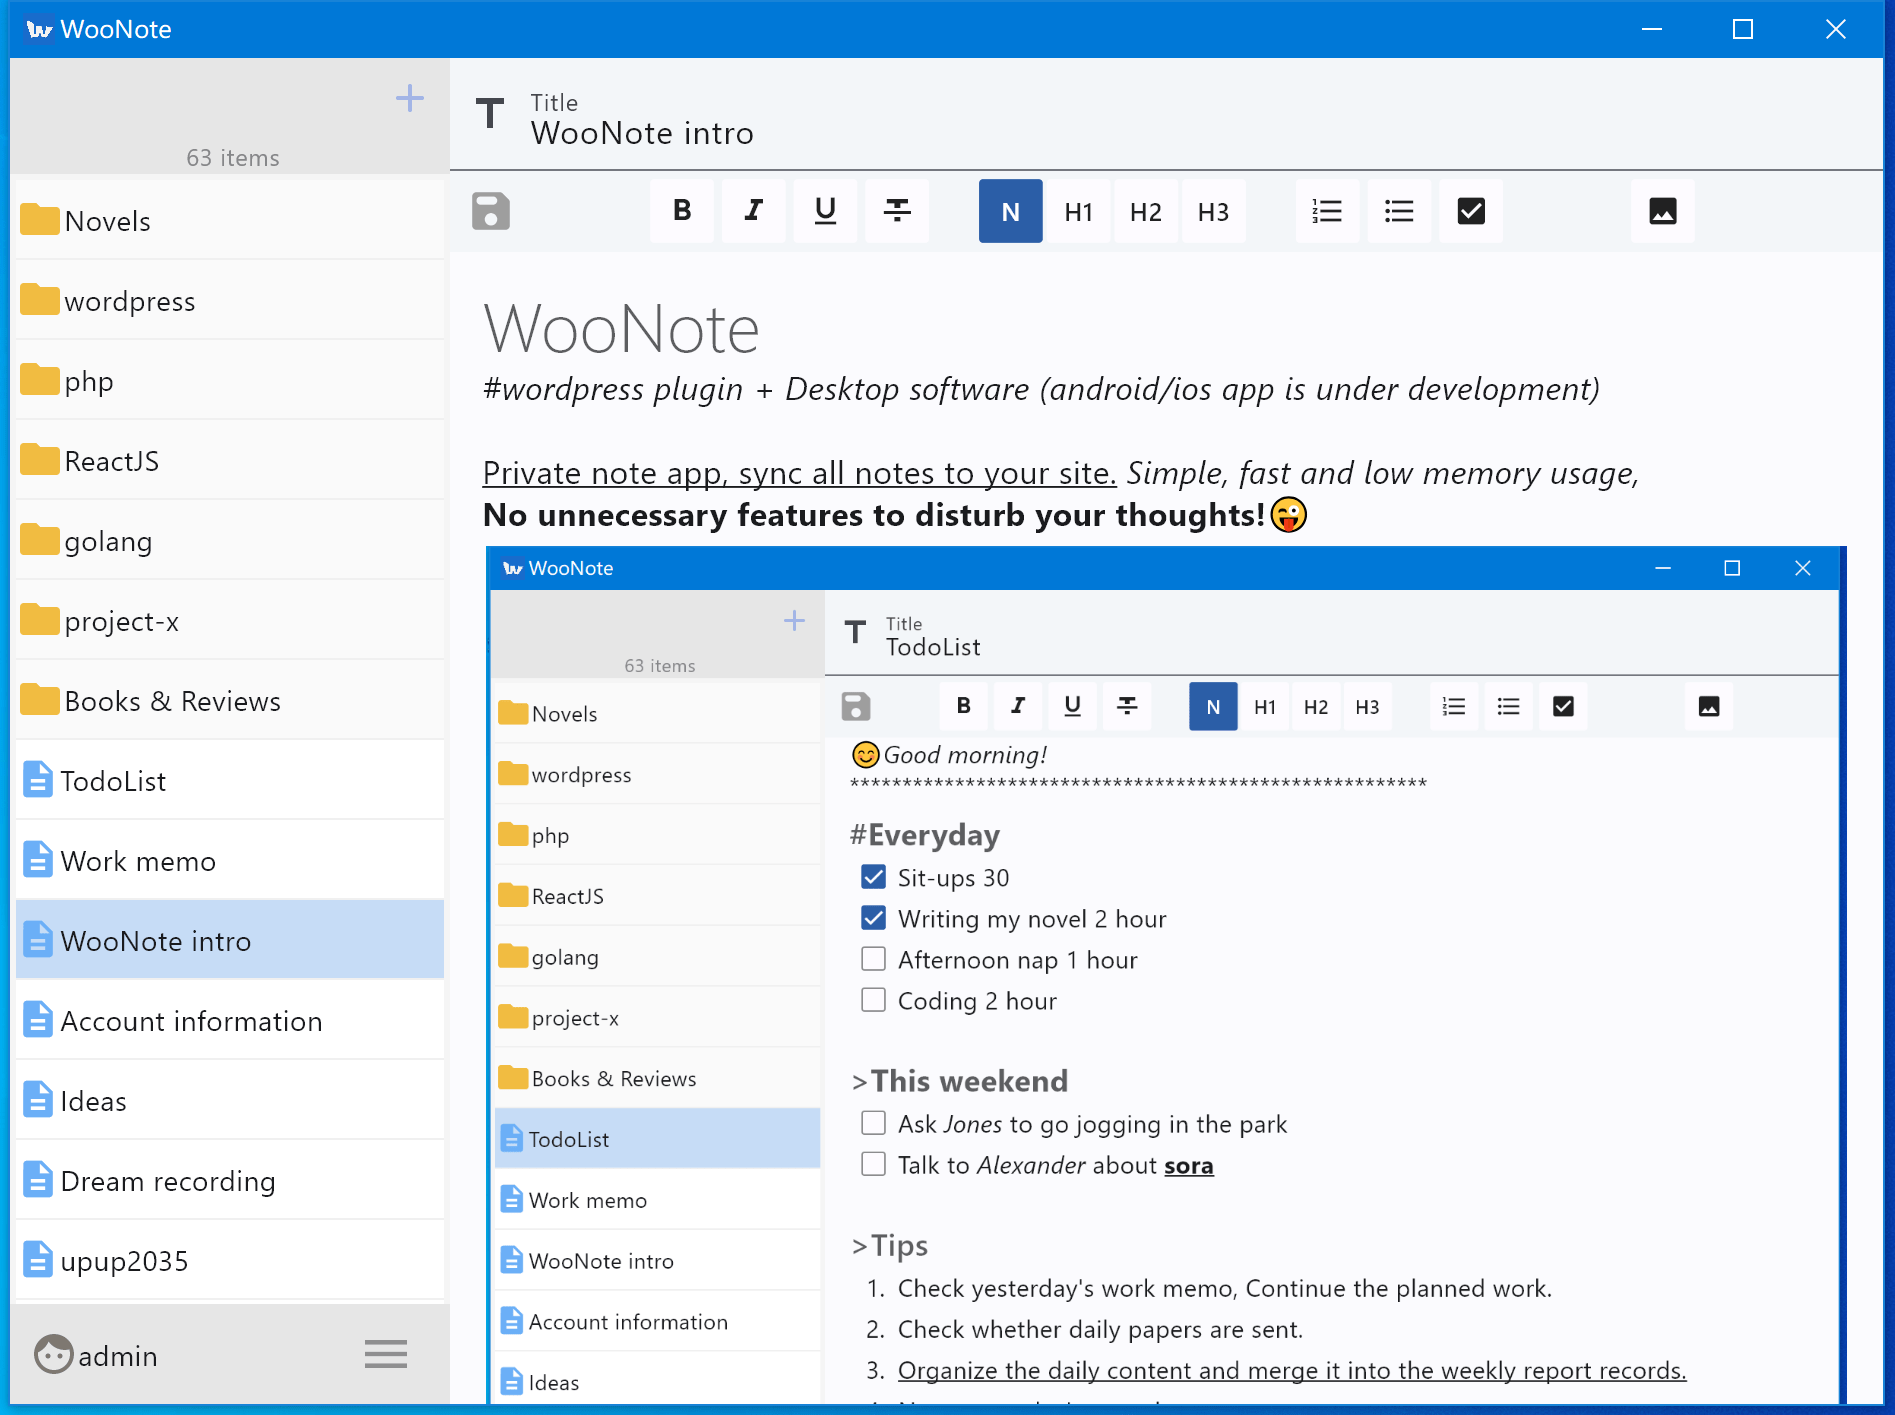 WooNote
63 items
Novels
wordpress
php
ReactJS
golang
project-x
Books & Reviews
TodoList
Work memo
WooNote intro
Account information
Ideas
Dream recording
upup2035
admin
Title
WooNote intro
B I U T N H1 H2 H3
WooNote
#wordpress plugin + Desktop software (android/ios app is under development)
Private note app, sync all notes to your site. Simple, fast and low memory usage,
No unnecessary features to disturb your thoughts!😜
WooNote
63 items
Novels
wordpress
php
ReactJS
golang
project-x
Books & Reviews
TodoList
Work memo
WooNote intro
Account information
Ideas
Title
TodoList
B I U T N H1 H2 H3
😊Good morning!
*******************************************************
#Everyday
Sit-ups 30
Writing my novel 2 hour
Afternoon nap 1 hour
Coding 2 hour
>This weekend
Ask Jones to go jogging in the park
Talk to Alexander about sora
>Tips
1. Check yesterday's work memo, Continue the planned work.
2. Check whether daily papers are sent.
3. Organize the daily content and merge it into the weekly report records.